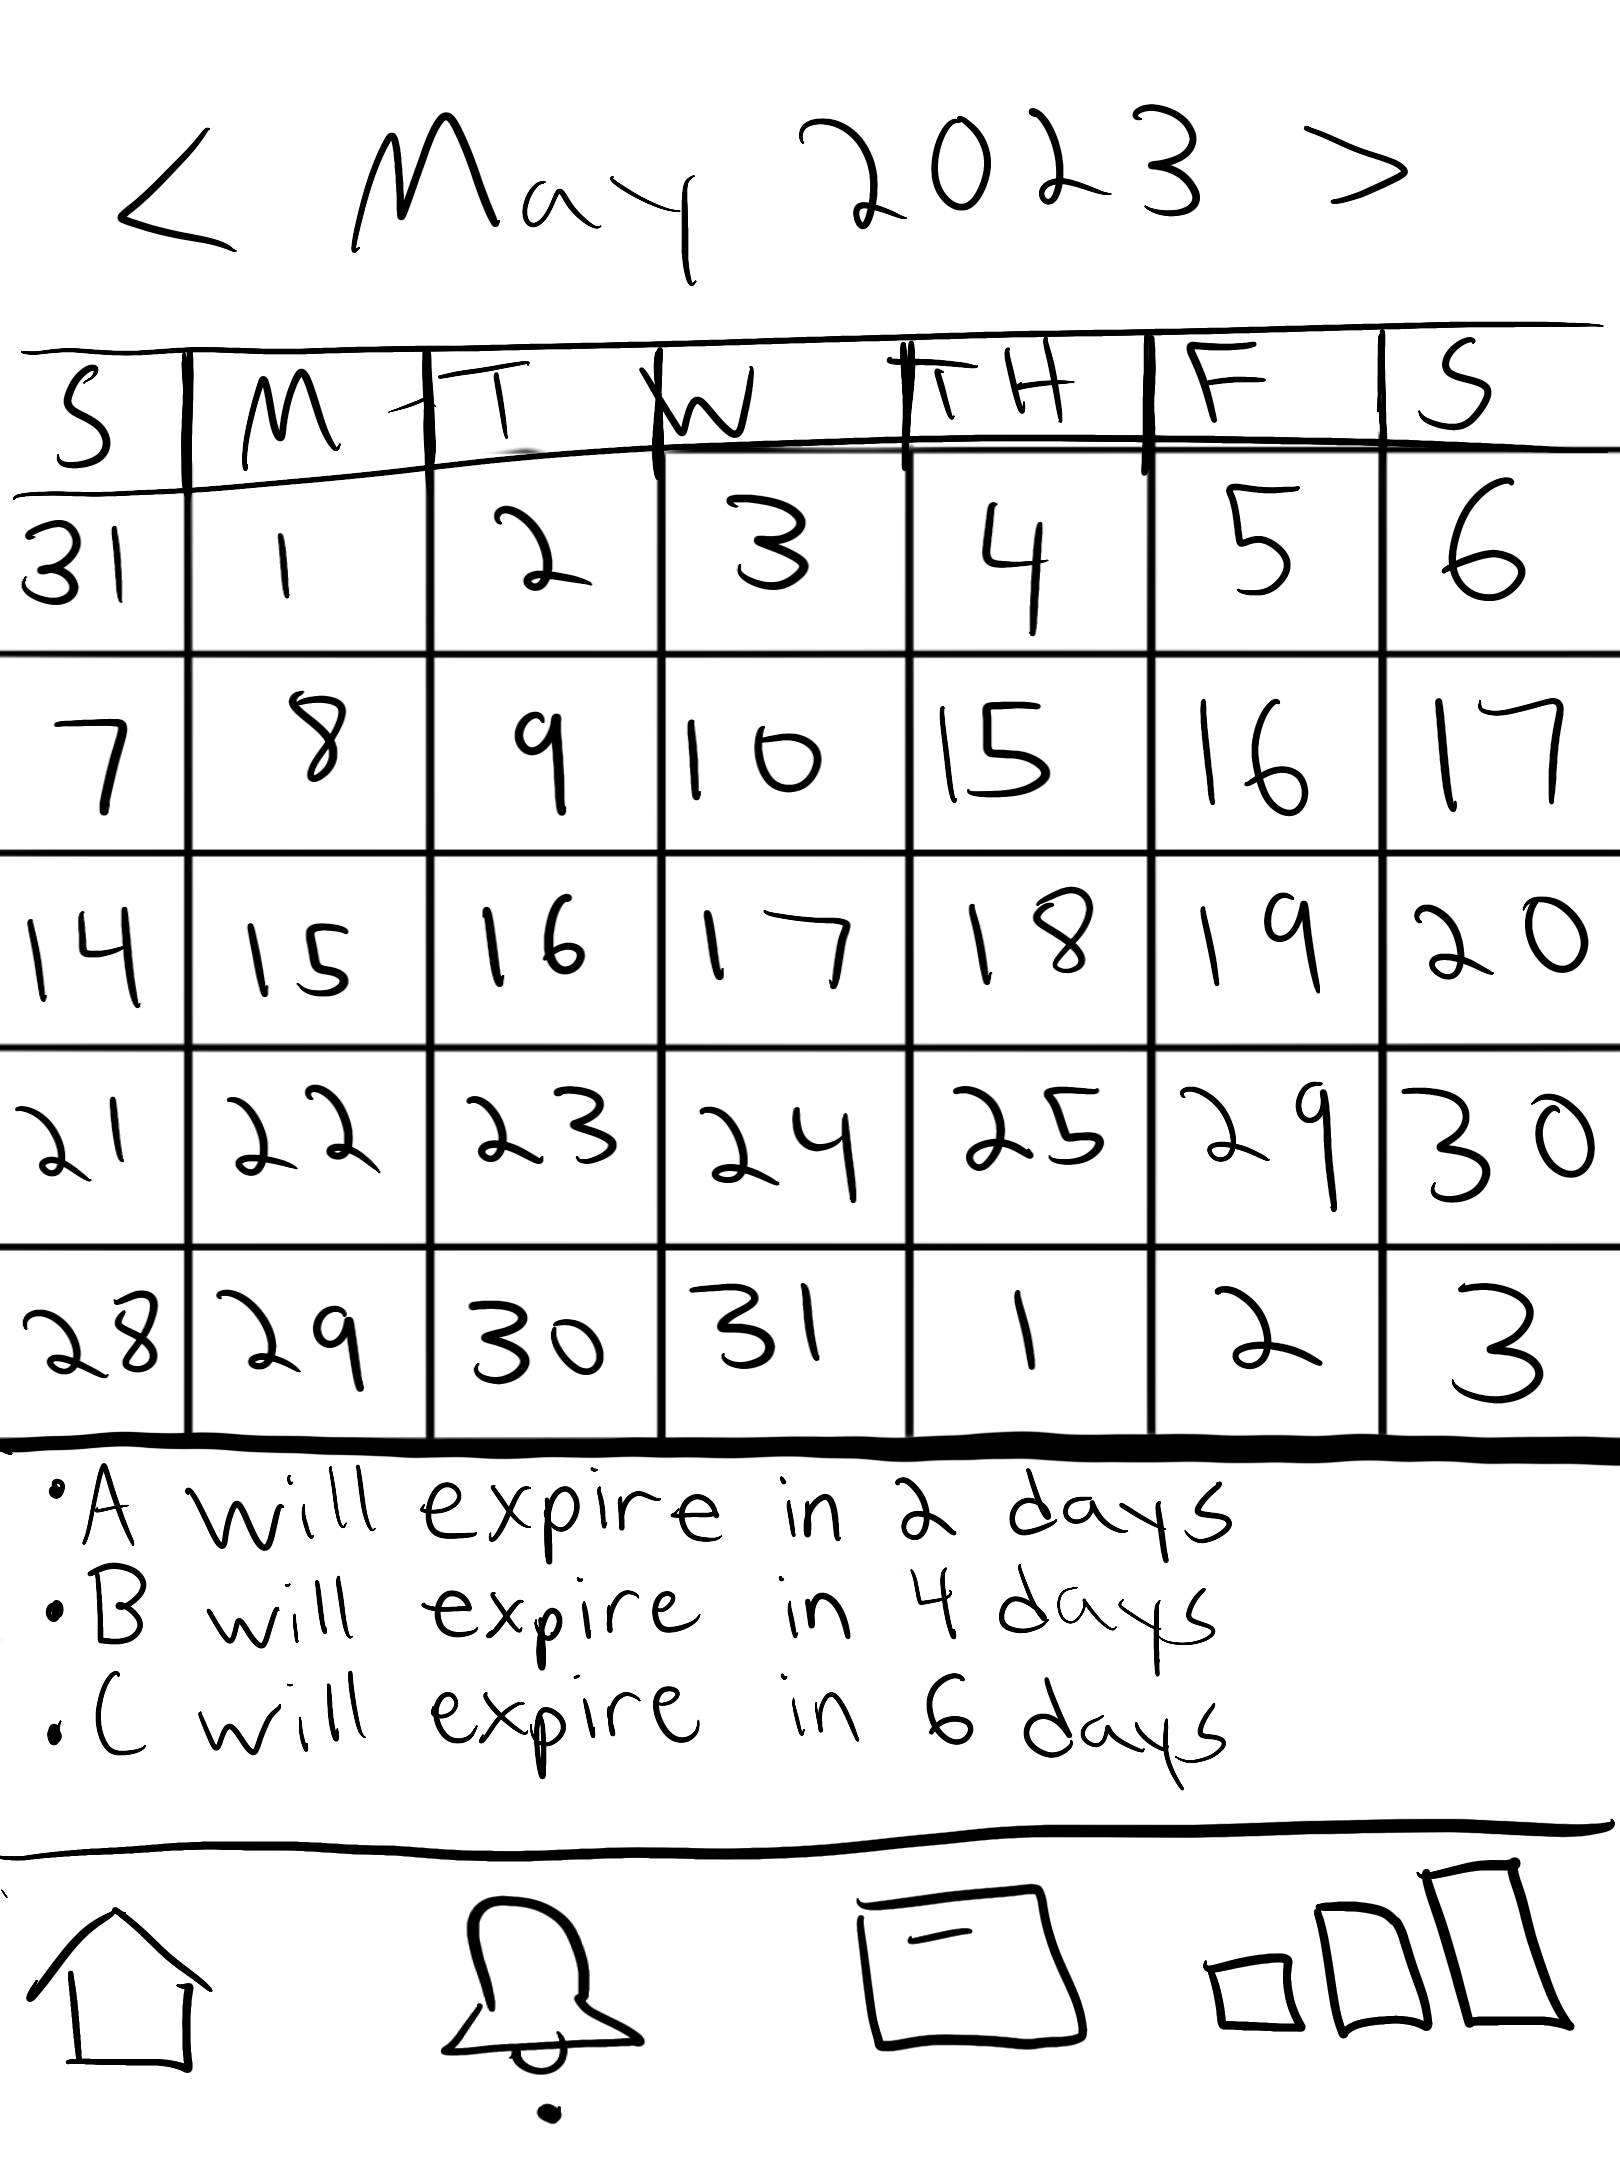 < May 2023 >
S M T W TH F S
31 1 2 3 4 5 6
7 8 9 10 15 16 17
14 15 16 17 18 19 20
21 22 23 24 25 29 30
28 29 30 31 1 2 3
• A will expire in 2 days
• B will expire in 4 days
• C will expire in 6 days